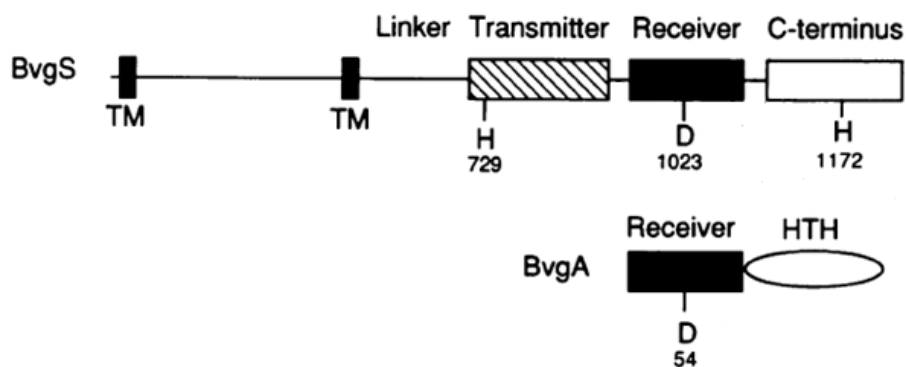 Linker Transmitter Receiver C-terminus
BvgS
TM TM H D H
729 1023 1172
Receiver HTH
BvgA
D
54